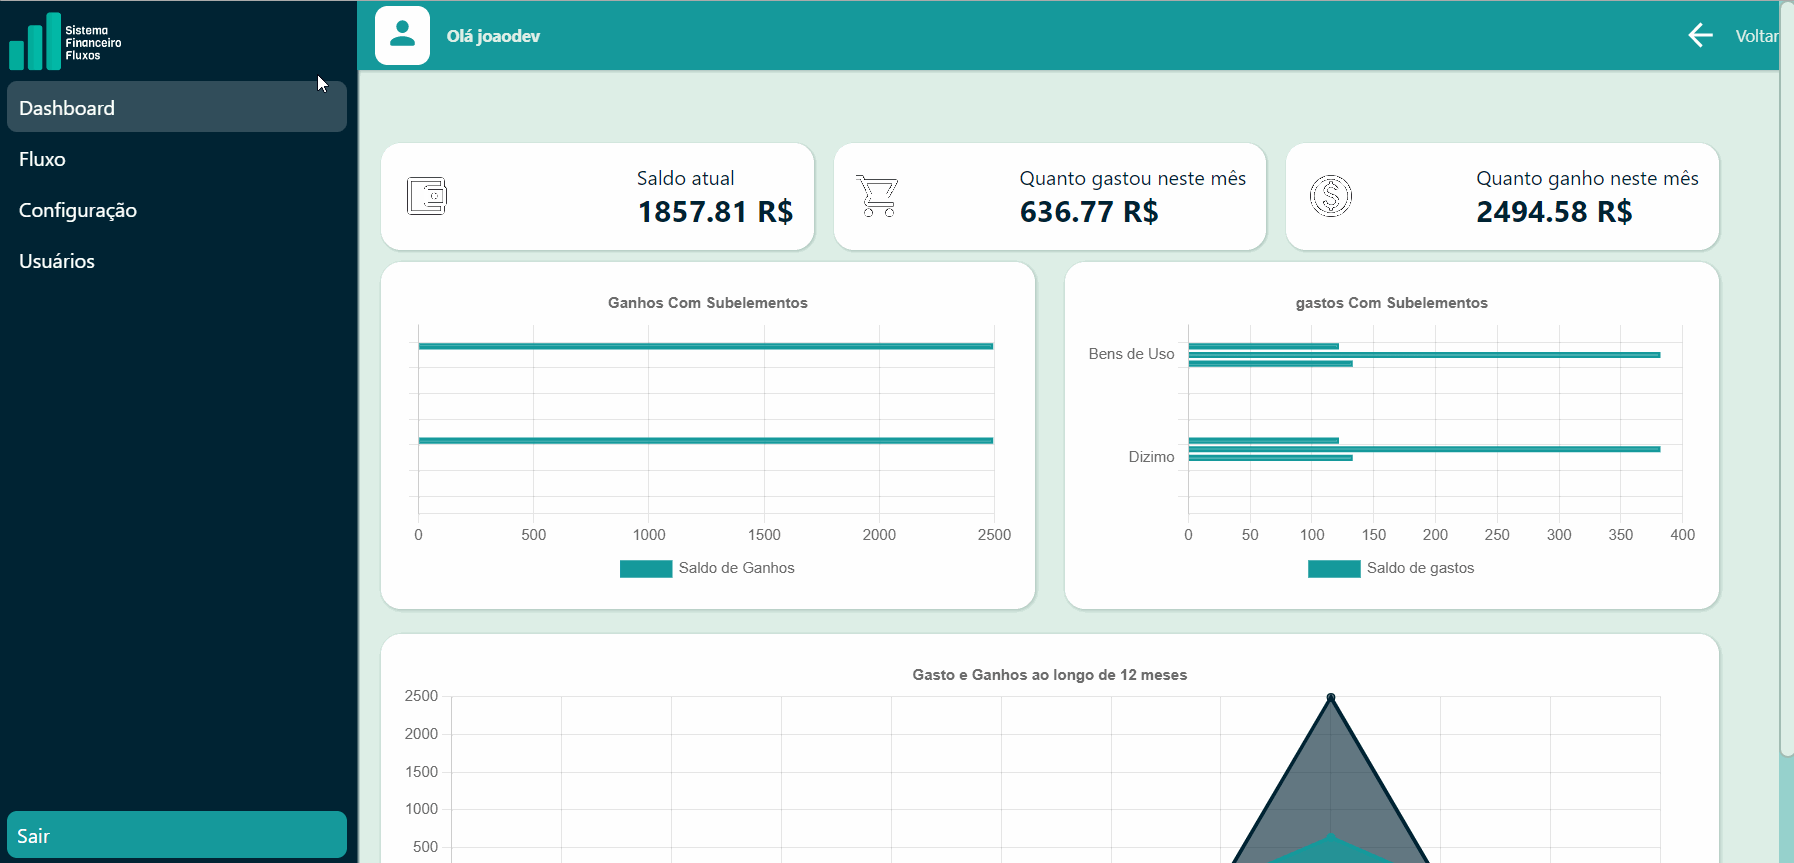 Sistema
Financeiro
Fluxos
Dashboard
Fluxo
Configuração
Usuários
Sair
Olá joaodev
Voltar
Saldo atual
1857.81 R$
Quanto gastou neste mês
636.77 R$
Quanto ganho neste mês
2494.58 R$
Ganhos Com Subelementos
0 500 1000 1500 2000 2500
Saldo de Ganhos
gastos Com Subelementos
Bens de Uso
Dizimo
0 50 100 150 200 250 300 350 400
Saldo de gastos
Gasto e Ganhos ao longo de 12 meses
2500
2000
1500
1000
500